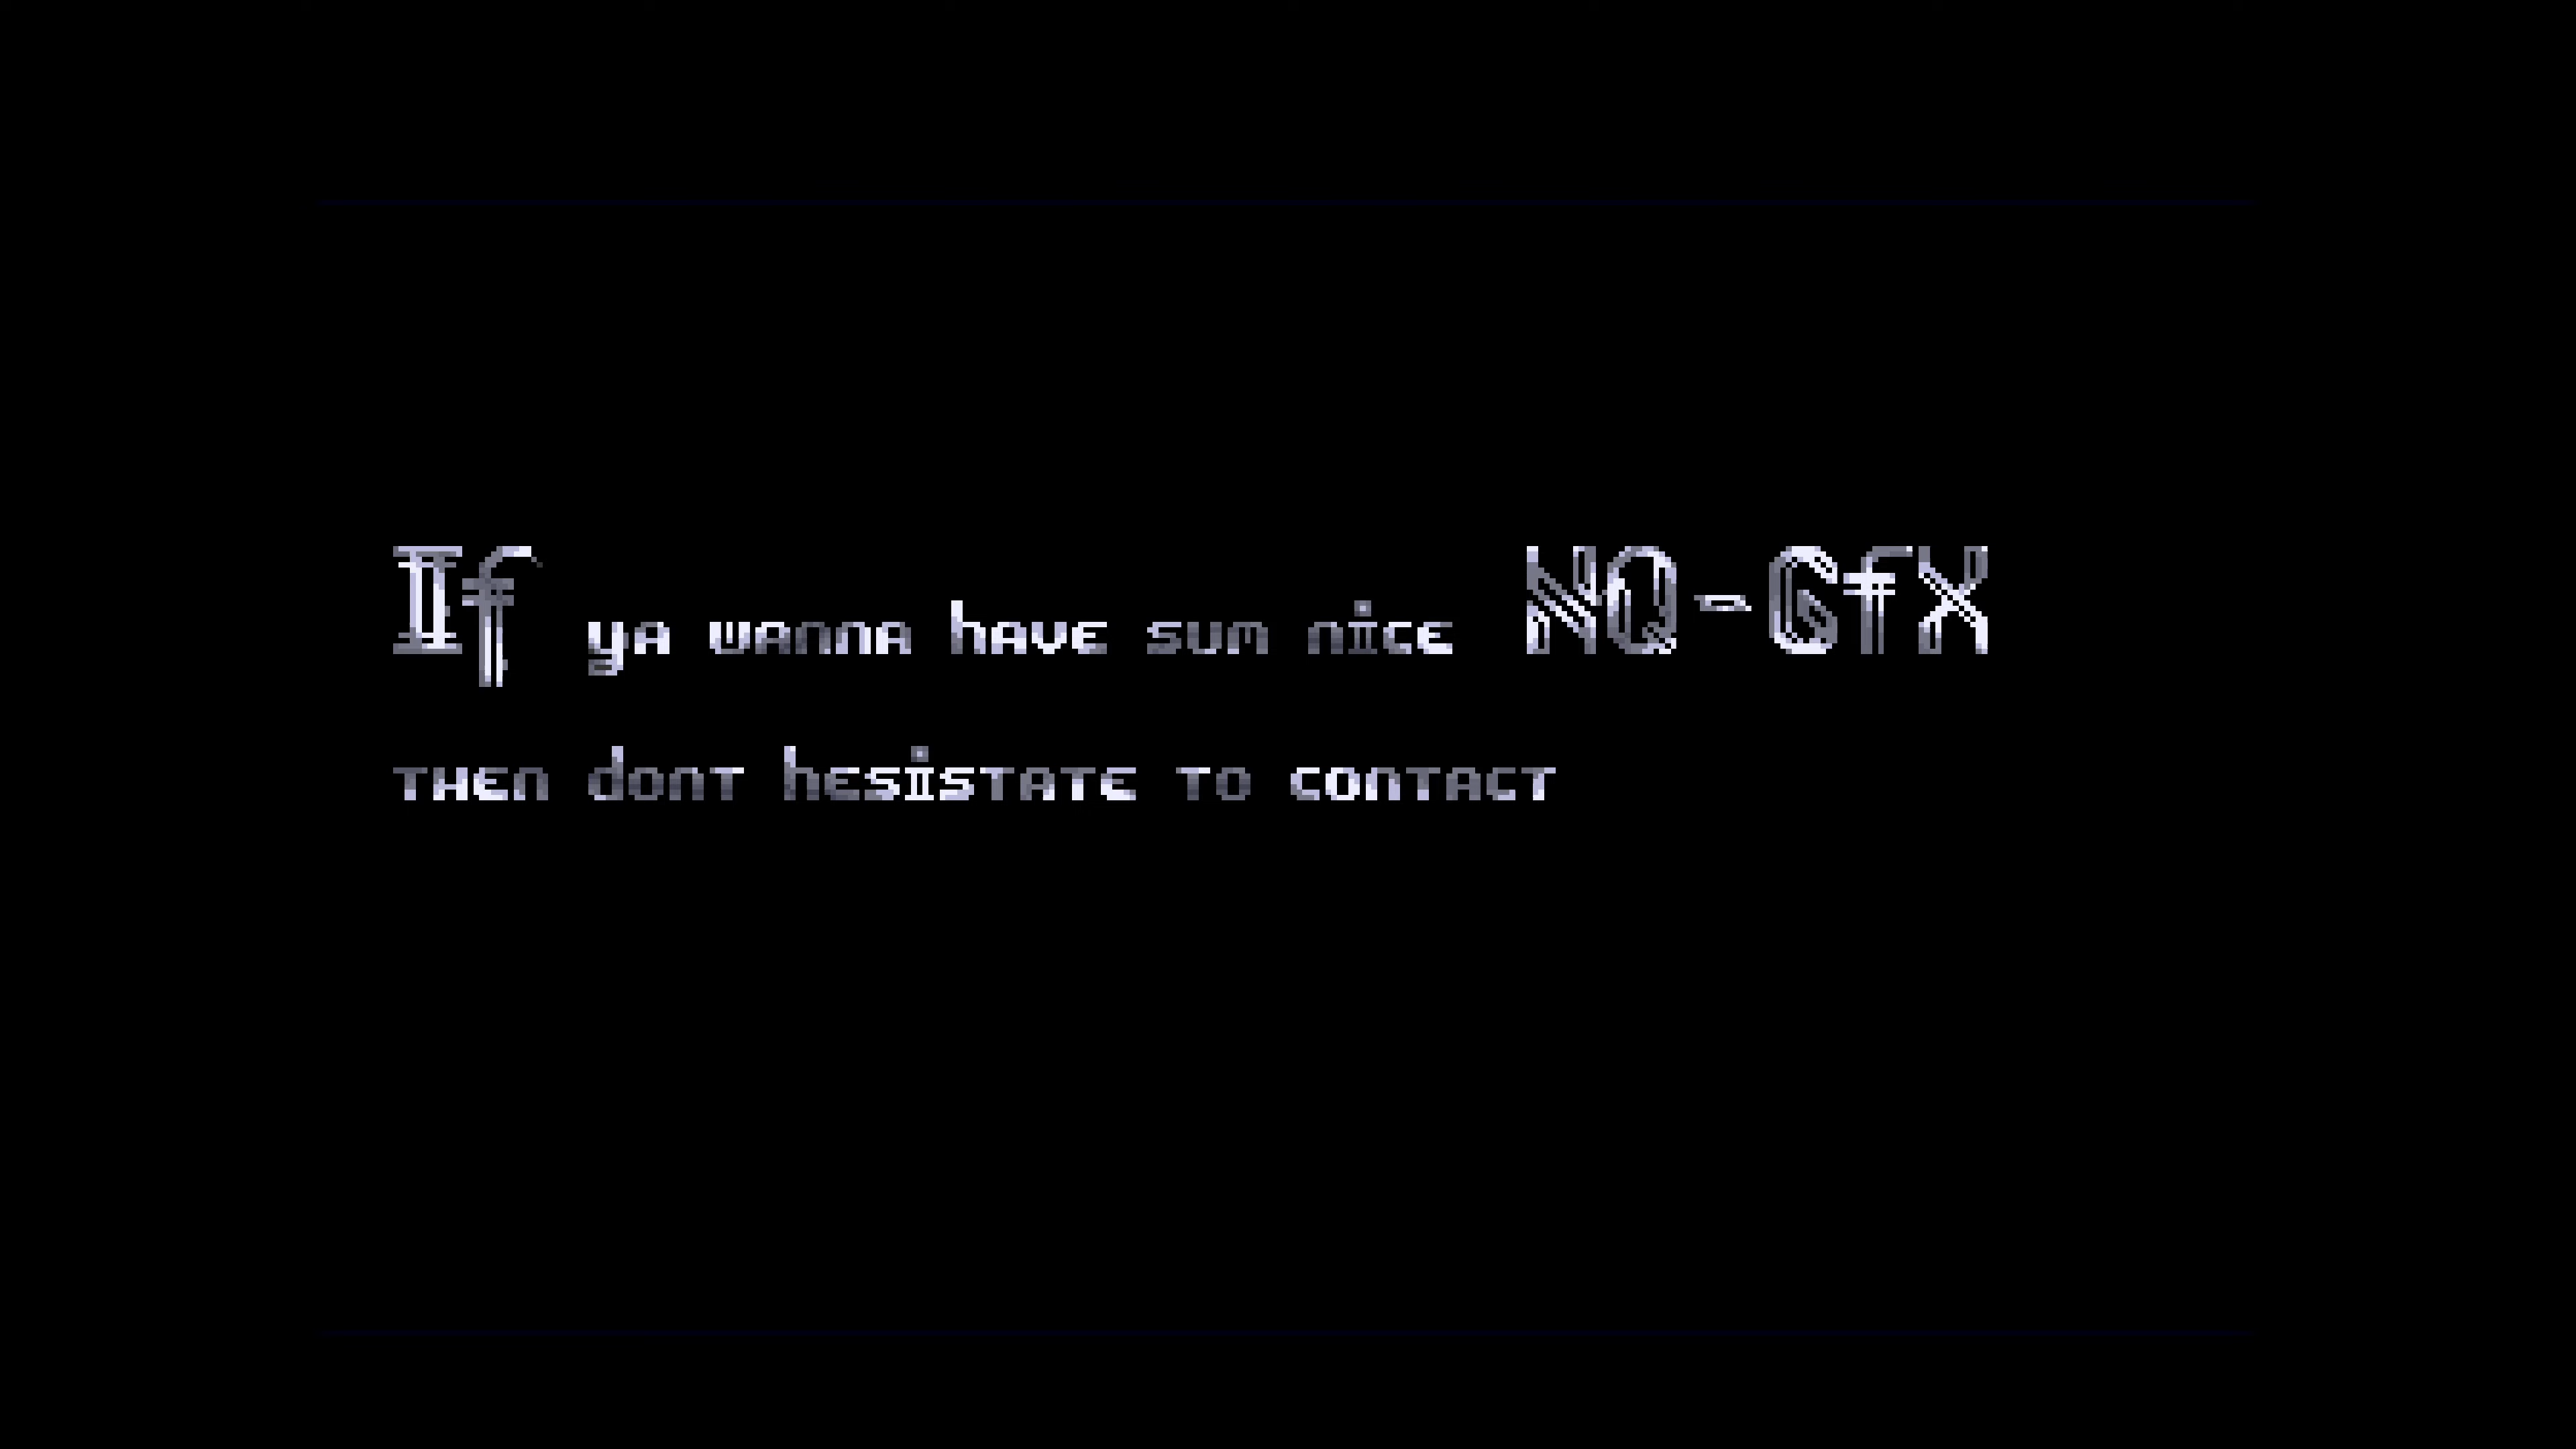 If ya wanna have sum nice NQ-GfX
then dont hesistate to contact